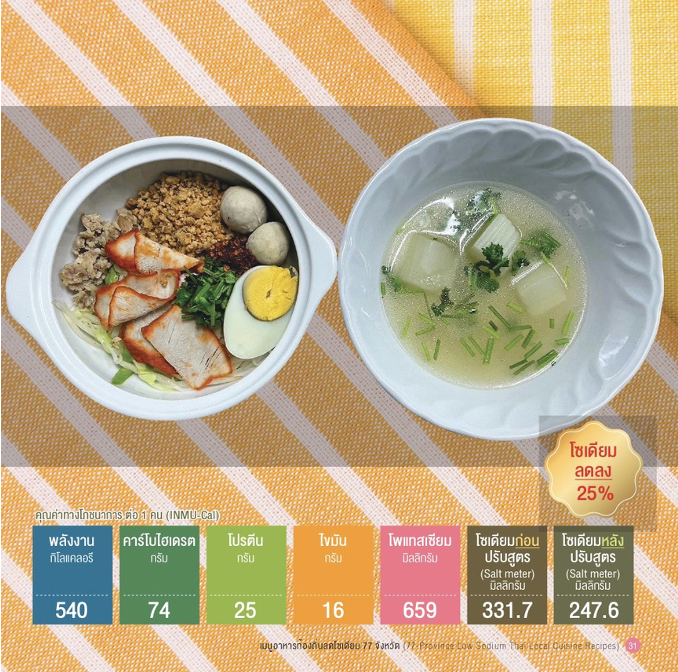 โซเดียม
ลดลง
25%
คุณค่าทางโภชนาการ ต่อ 1 คน (INMU-Cal)
พลังงาน
กิโลแคลอรี
540
คาร์โบไฮเดรต
กรัม
74
โปรตีน
กรัม
25
ไขมัน
กรัม
16
โพแทสเซียม
มิลลิกรัม
659
โซเดียมก่อน
ปรับสูตร
(Salt meter)
มิลลิกรัม
331.7
โซเดียมหลัง
ปรับสูตร
(Salt meter)
มิลลิกรัม
247.6
เมนูอาหารท้องถิ่นลดโซเดียม 77 จังหวัด (77 Province Low Sodium Thai Local Cuisine Recipes) 31